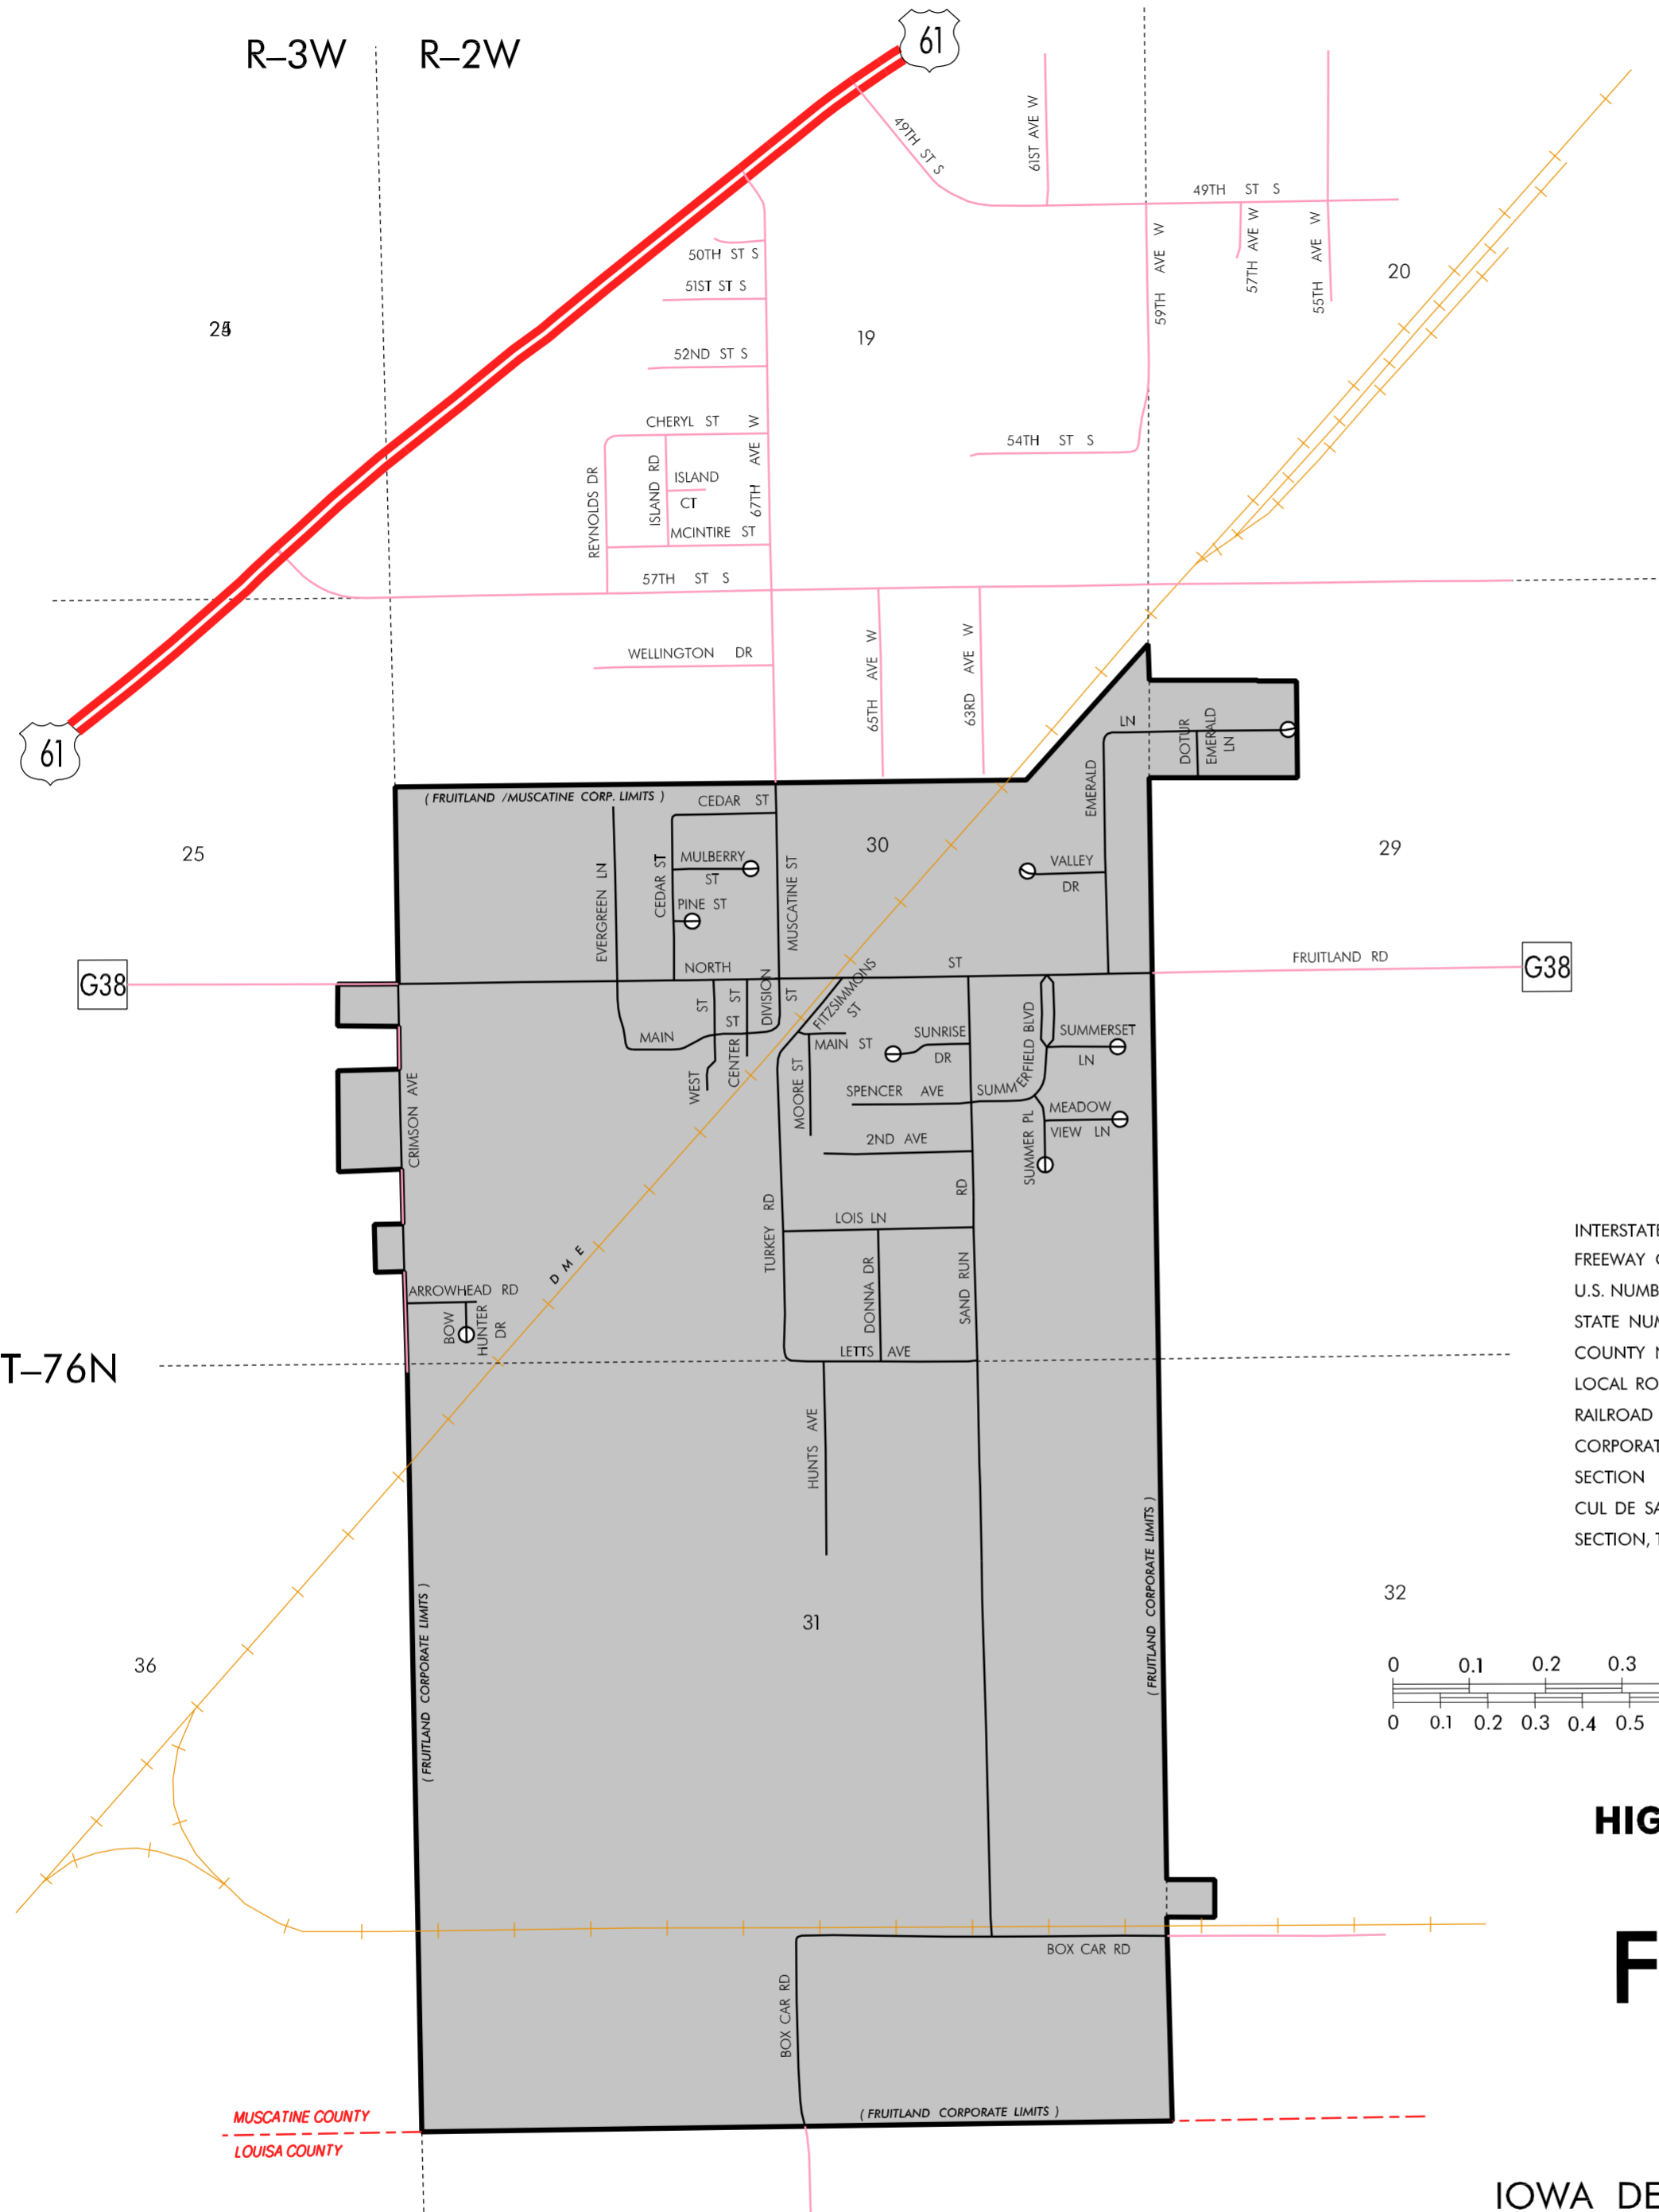 R–3W
R–2W
61
49TH ST S
61ST AVE W
49TH ST S
50TH ST S
51ST ST S
52ND ST S
59TH AVE W
57TH AVE W
55TH AVE W
20
19
CHERYL ST
REYNOLDS DR
ISLAND RD
ISLAND
CT
67TH AVE W
MCINTIRE ST
54TH ST S
57TH ST S
WELLINGTON DR
65TH AVE W
63RD AVE W
61
LN
DOTUR
EMERALD
LN
EMERALD
( FRUITLAND /MUSCATINE CORP. LIMITS )
CEDAR ST
25
30
29
EVERGREEN LN
CEDAR ST
MULBERRY
ST
PINE ST
MUSCATINE ST
VALLEY
DR
G38
NORTH
ST
FRUITLAND RD
G38
MAIN
ST
WEST
ST
CENTER
ST
DIVISION
ST
FITZSIMMONS
ST
MAIN ST
MOORE ST
SUNRISE
DR
SUMMERFIELD BLVD
SUMMERSET
LN
SPENCER AVE
MEADOW
VIEW LN
SUMMER PL
2ND AVE
CRIMSON AVE
TURKEY RD
SAND RUN
RD
LOIS LN
DONNA DR
D M E
ARROWHEAD RD
BOW
HUNTER
DR
LETTS AVE
T–76N
HUNTS AVE
INTERSTATE
FREEWAY
U.S. NUMB
STATE NUM
COUNTY N
LOCAL RO
RAILROAD
CORPORAT
SECTION
CUL DE SA
SECTION, T
( FRUITLAND CORPORATE LIMITS )
( FRUITLAND CORPORATE LIMITS )
31
32
36
0 0.1 0.2 0.3
0 0.1 0.2 0.3 0.4 0.5
HIG
F
BOX CAR RD
BOX CAR RD
( FRUITLAND CORPORATE LIMITS )
MUSCATINE COUNTY
LOUISA COUNTY
IOWA DE